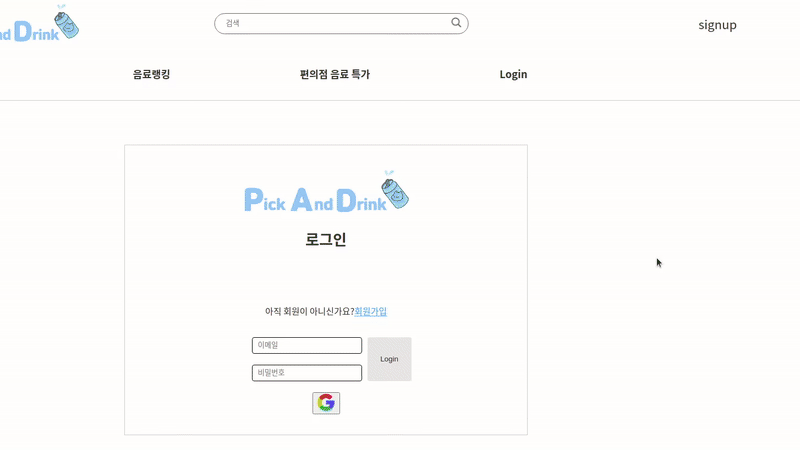 nd Drink
검색
signup
음료랭킹
편의점 음료 특가
Login
Pick And Drink
로그인
아직 회원이 아니신가요?회원가입
이메일
Login
비밀번호